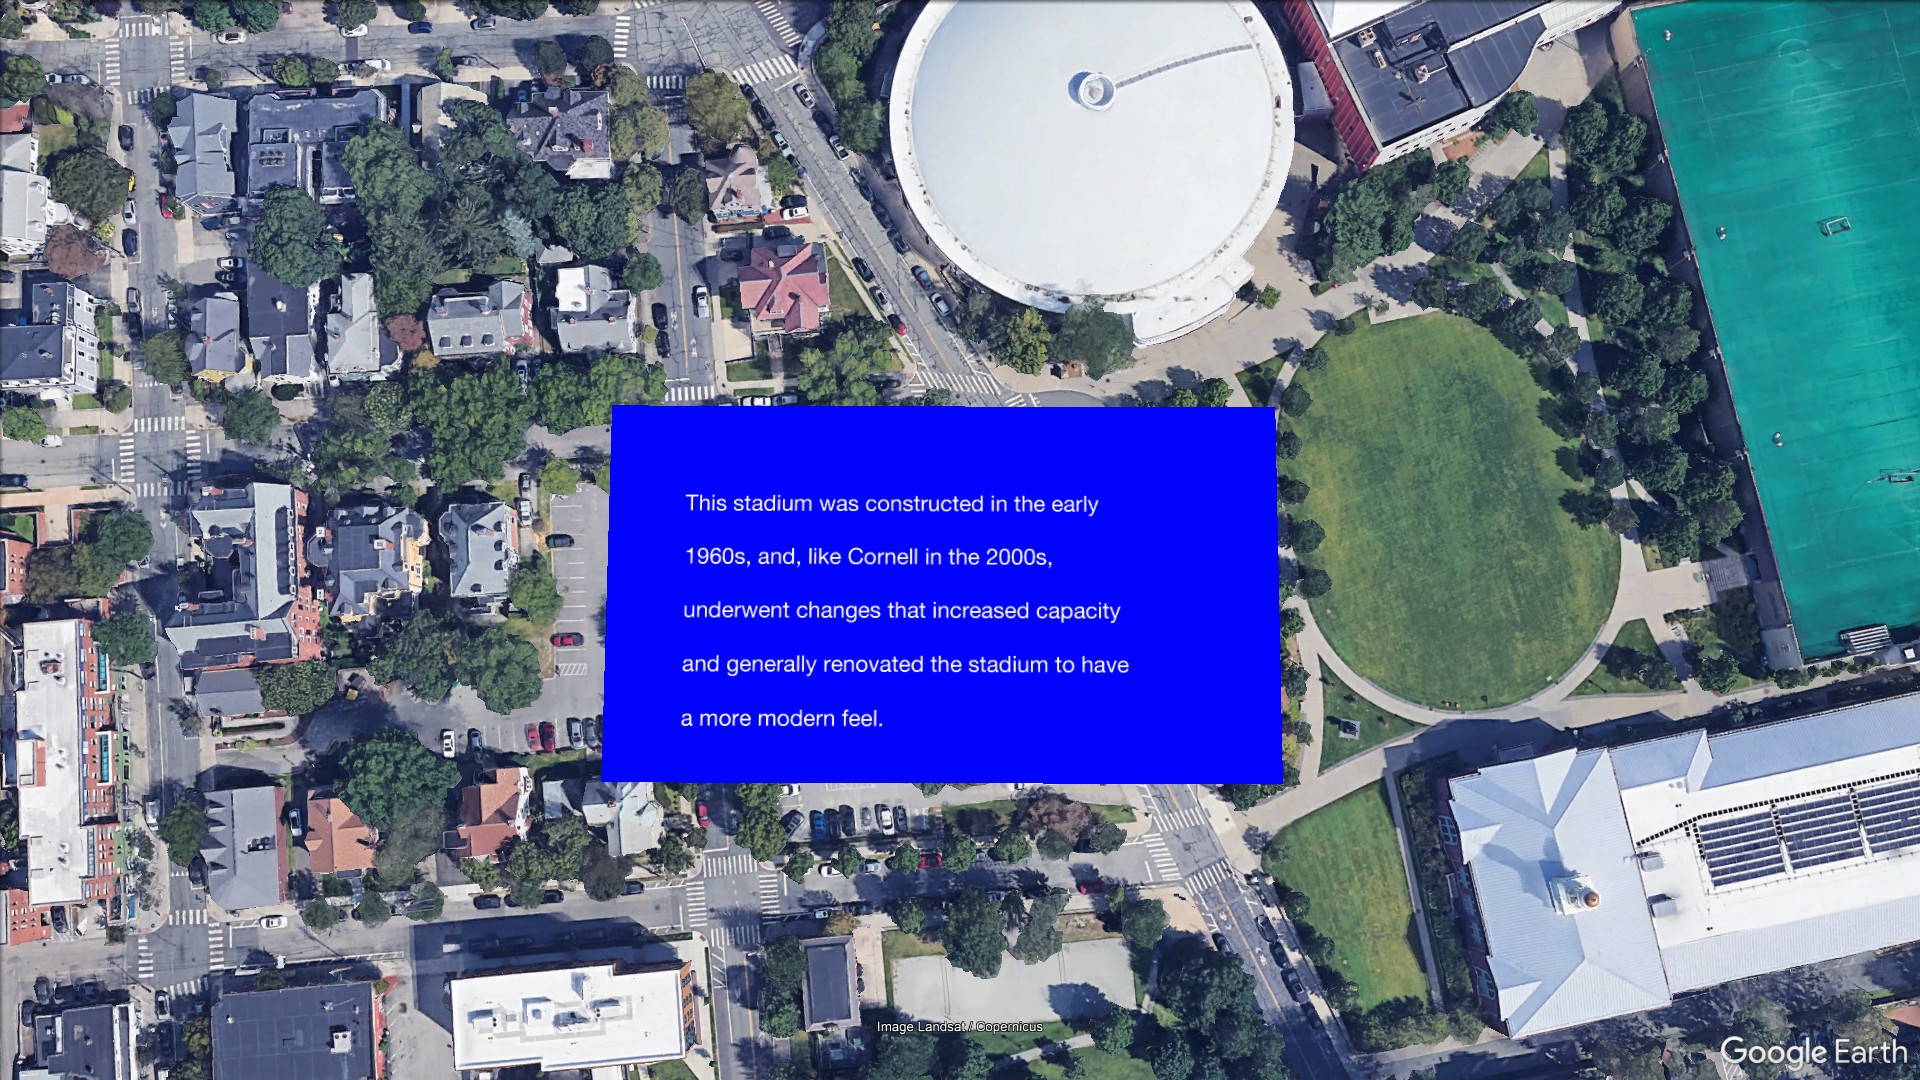 This stadium was constructed in the early
1960s, and, like Cornell in the 2000s,
underwent changes that increased capacity
and generally renovated the stadium to have
a more modern feel.
Image Landsat / Copernicus
Google Earth